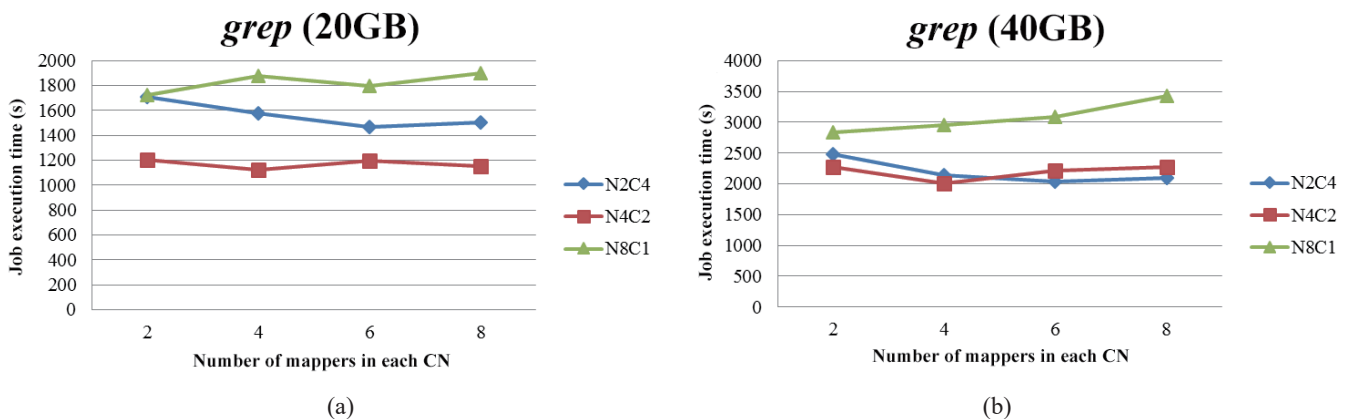 grep (20GB)
Job execution time (s)
2000
1800
1600
1400
1200
1000
800
600
400
200
0
2 4 6 8
Number of mappers in each CN
N2C4
N4C2
N8C1
(a)
grep (40GB)
Job execution time (s)
4000
3500
3000
2500
2000
1500
1000
500
0
2 4 6 8
Number of mappers in each CN
N2C4
N4C2
N8C1
(b)